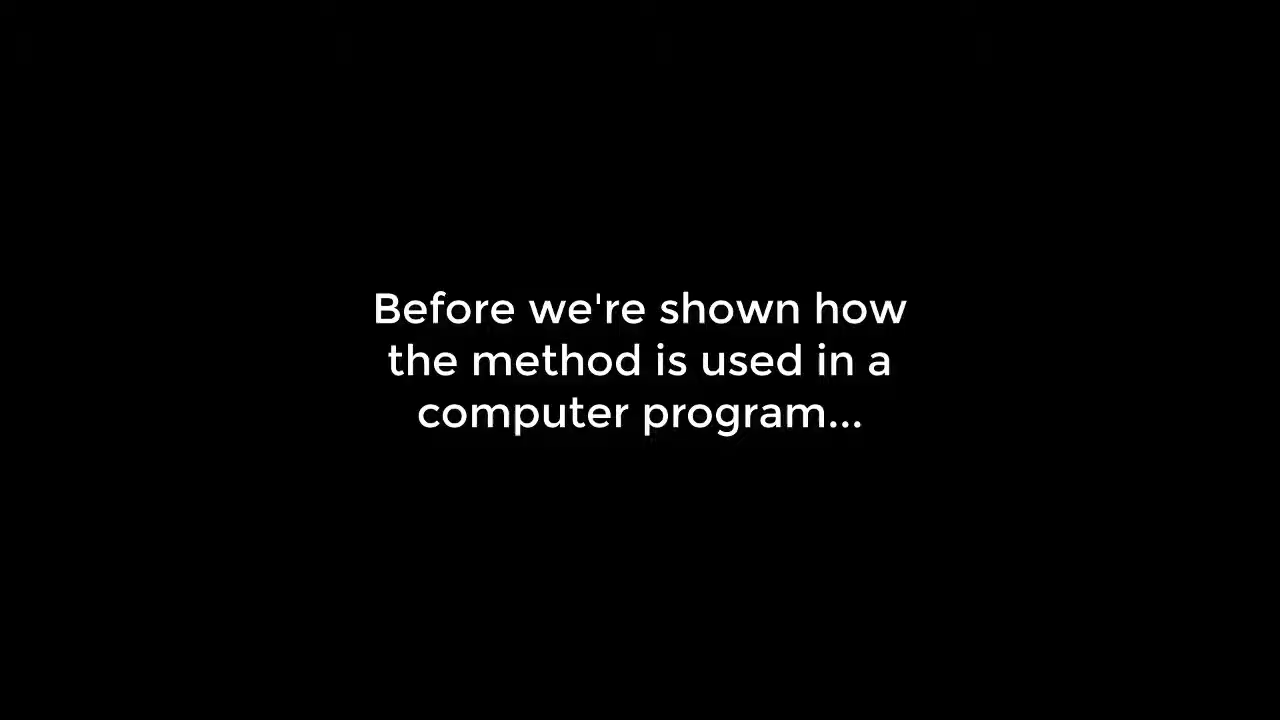 Before we're shown how
the method is used in a
computer program...